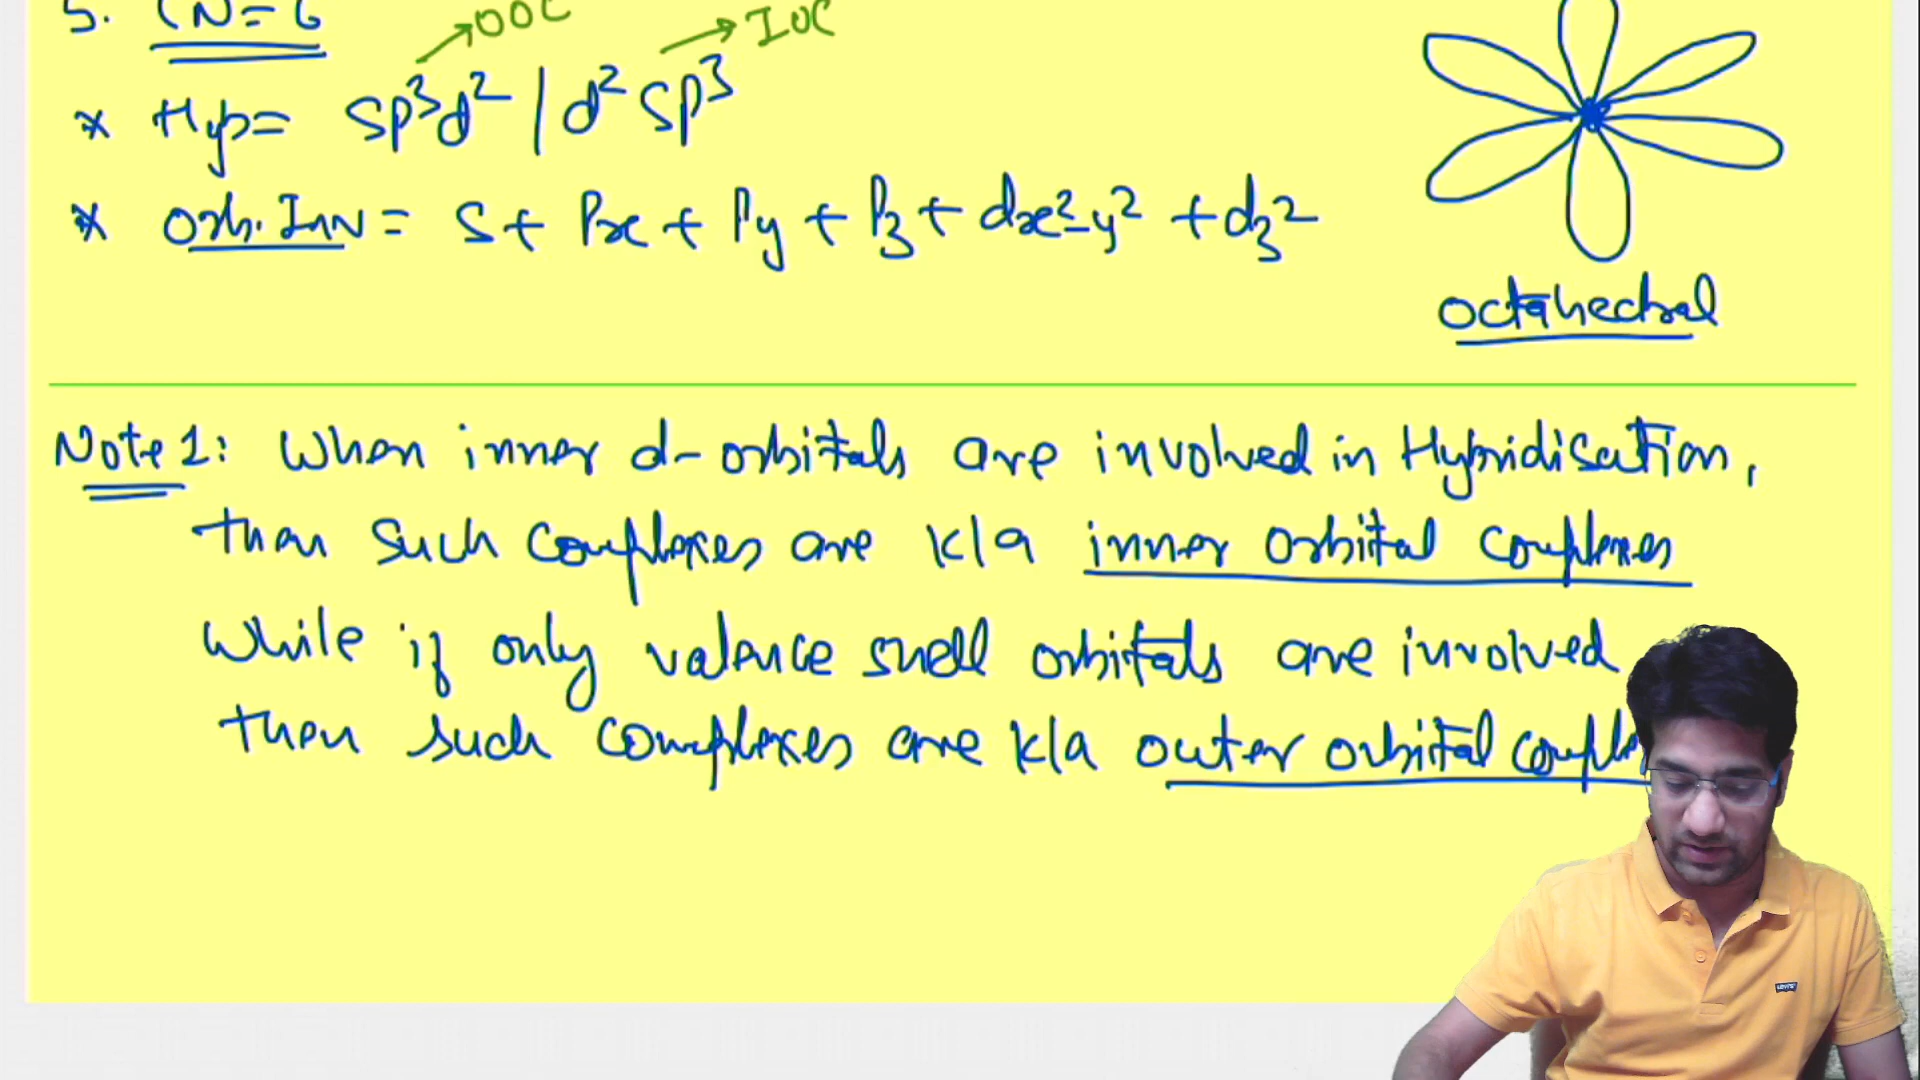 5. CN=6
→OOC →IOC
* Hyb= sp³d² | d²sp³
* Orb. Inv= s + Px + Py + Pz + dx²-y² + dz²
octahedral
Note 1: When inner d-orbitals are involved in Hybridisation,
then such complexes are k/a inner orbital complexes
while if only valence shell orbitals are involved
then such complexes are k/a outer orbital comple
Levi's